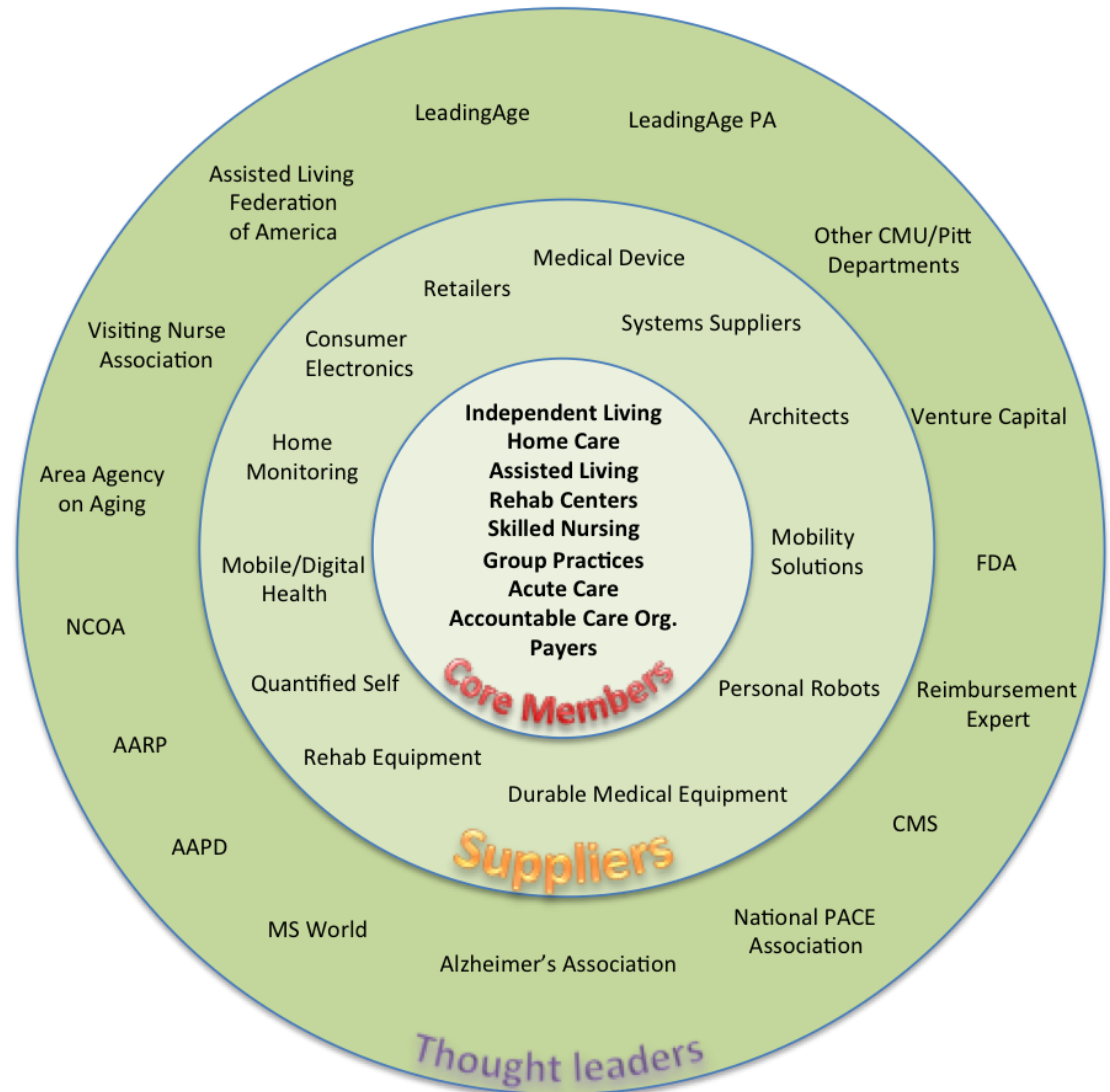 LeadingAge
LeadingAge PA
Assisted Living
Federation
of America
Other CMU/Pitt
Departments
Visiting Nurse
Association
Venture Capital
Area Agency
on Aging
FDA
NCOA
Reimbursement
Expert
AARP
CMS
AAPD
National PACE
Association
MS World
Alzheimer’s Association
Thought leaders
Medical Device
Retailers
Systems Suppliers
Consumer
Electronics
Architects
Home
Monitoring
Mobility
Solutions
Mobile/Digital
Health
Quantified Self
Personal Robots
Rehab Equipment
Durable Medical Equipment
Suppliers
Independent Living
Home Care
Assisted Living
Rehab Centers
Skilled Nursing
Group Practices
Acute Care
Accountable Care Org.
Payers
Core Members